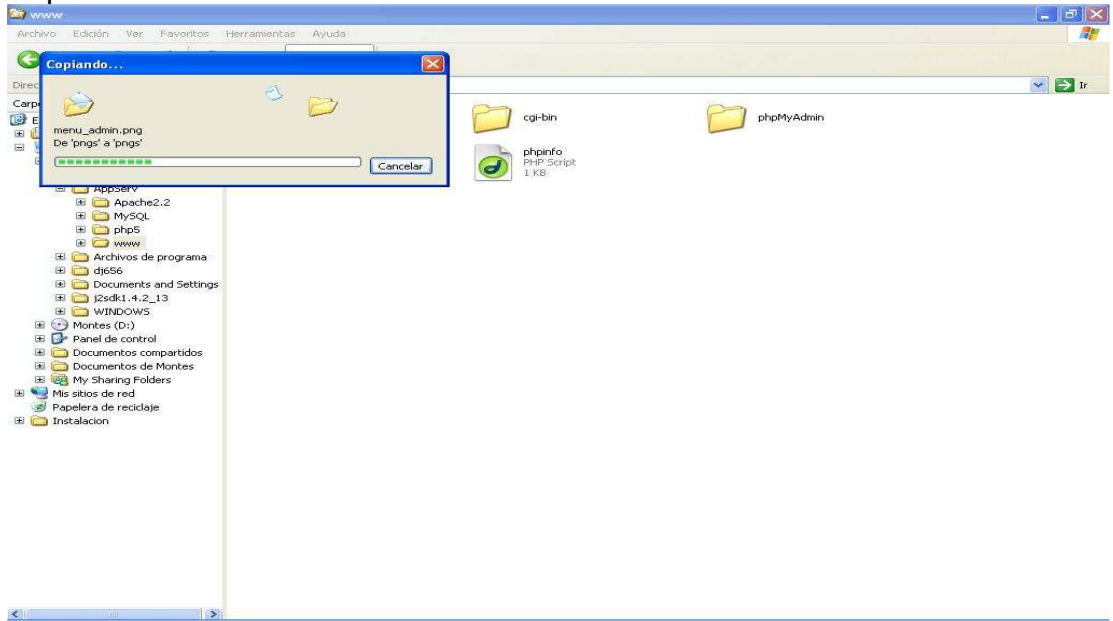 www
Archivo Edición Ver Favoritos Herramientas Ayuda
Copiando...
menu_admin.png
De 'pngs' a 'pngs'
Cancelar
Ir
cgi-bin
phpMyAdmin
phpinfo
PHP Script
1 KB
AppServ
Apache2.2
MySQL
php5
www
Archivos de programa
dj656
Documents and Settings
j2sdk1.4.2_13
WINDOWS
Montes (D:)
Panel de control
Documentos compartidos
Documentos de Montes
My Sharing Folders
Mis sitios de red
Papelera de reciclaje
Instalacion